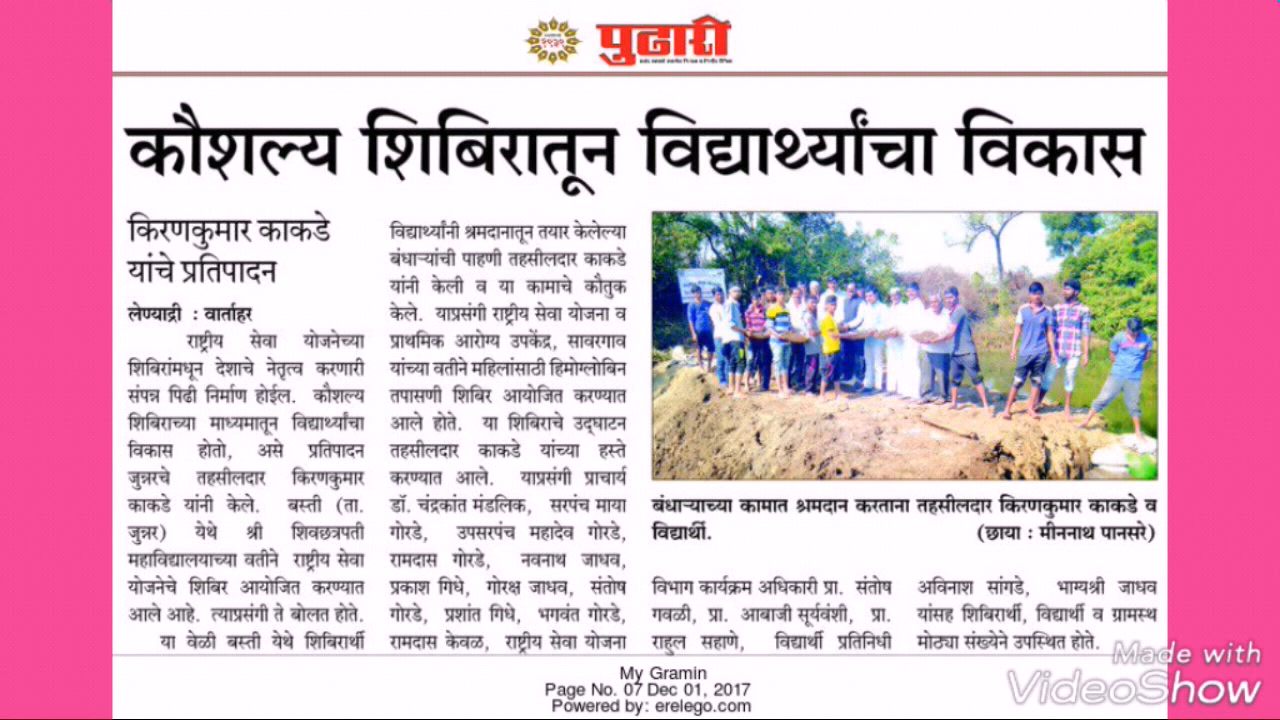 पुढारी
कौशल्य शिबिरातून विद्यार्थ्यांचा विकास
किरणकुमार काकडे
यांचे प्रतिपादन
लेण्याद्री : वार्ताहर
राष्ट्रीय सेवा योजनेच्या
शिबिरांमधून देशाचे नेतृत्व करणारी
संपन्न पिढी निर्माण होईल. कौशल्य
शिबिराच्या माध्यमातून विद्यार्थ्यांचा
विकास होतो, असे प्रतिपादन
जुन्नरचे तहसीलदार किरणकुमार
काकडे यांनी केले. बस्ती (ता.
जुन्नर) येथे श्री शिवछत्रपती
महाविद्यालयाच्या वतीने राष्ट्रीय सेवा
योजनेचे शिबिर आयोजित करण्यात
आले आहे. त्याप्रसंगी ते बोलत होते.
या वेळी बस्ती येथे शिबिरार्थी
विद्यार्थ्यांनी श्रमदानातून तयार केलेल्या
बंधाऱ्यांची पाहणी तहसीलदार काकडे
यांनी केली व या कामाचे कौतुक
केले. याप्रसंगी राष्ट्रीय सेवा योजना व
प्राथमिक आरोग्य उपकेंद्र, सावरगाव
यांच्या वतीने महिलांसाठी हिमोग्लोबिन
तपासणी शिबिर आयोजित करण्यात
आले होते. या शिबिराचे उद्घाटन
तहसीलदार काकडे यांच्या हस्ते
करण्यात आले. याप्रसंगी प्राचार्य
डॉ. चंद्रकांत मंडलिक, सरपंच माया
गोरडे, उपसरपंच महादेव गोरडे,
रामदास गोरडे, नवनाथ जाधव,
प्रकाश गिधे, गोरक्ष जाधव, संतोष
गोरडे, प्रशांत गिधे, भगवंत गोरडे,
रामदास केवळ, राष्ट्रीय सेवा योजना
बंधाऱ्याच्या कामात श्रमदान करताना तहसीलदार किरणकुमार काकडे व
विद्यार्थी. (छाया : मीननाथ पानसरे)
विभाग कार्यक्रम अधिकारी प्रा. संतोष
गवळी, प्रा. आबाजी सूर्यवंशी, प्रा.
राहुल सहाणे, विद्यार्थी प्रतिनिधी
अविनाश सांगडे, भाग्यश्री जाधव
यांसह शिबिरार्थी, विद्यार्थी व ग्रामस्थ
मोठ्या संख्येने उपस्थित होते.
My Gramin
Page No. 07 Dec 01, 2017
Powered by: erelego.com
Made with
VideoShow